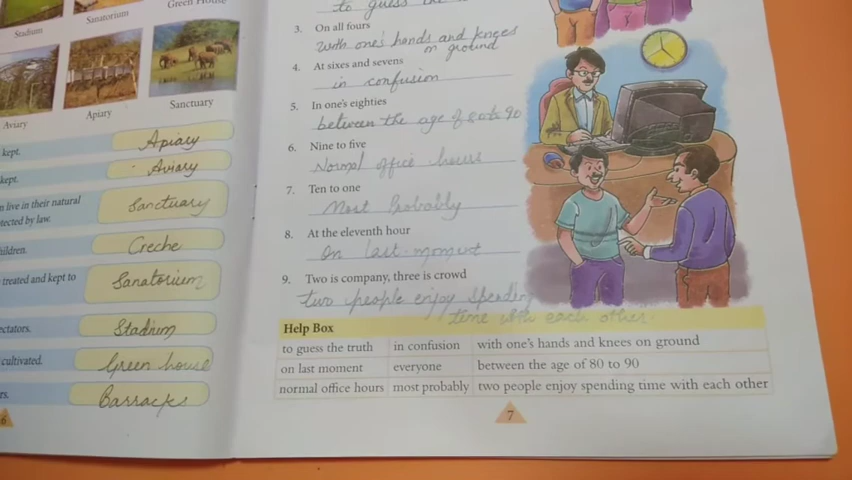 Stadium
Sanatorium
Green House
Aviary
Apiary
Sanctuary
kept.
Apiary
kept.
Aviary
n live in their natural
tected by law.
Sanctuary
hildren.
Creche
treated and kept to
Sanatorium
ectators.
Stadium
cultivated.
Green house
rs.
Barracks
6
to guess the
3. On all fours
with one's hands and knees
on ground
4. At sixes and sevens
in confusion
5. In one's eighties
between the age of 80 to 90
6. Nine to five
Normal office hours
7. Ten to one
Most Probably
8. At the eleventh hour
On last moment
9. Two is company, three is crowd
two people enjoy spending
time with each other.
Help Box
to guess the truth in confusion with one's hands and knees on ground
on last moment everyone between the age of 80 to 90
normal office hours most probably two people enjoy spending time with each other
7